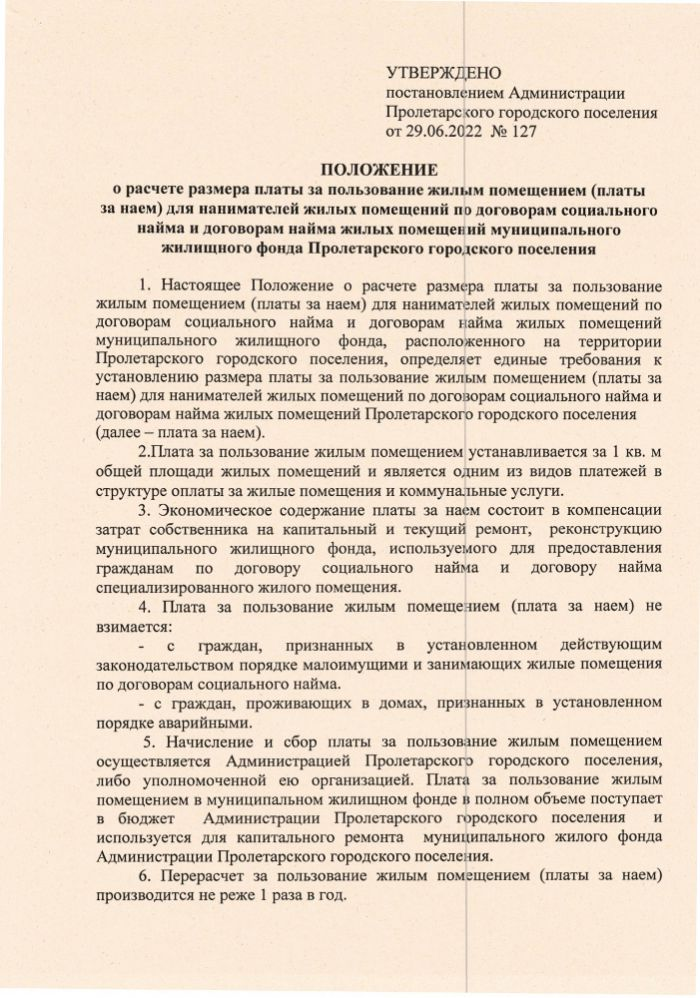 УТВЕРЖДЕНО
постановлением Администрации
Пролетарского городского поселения
от 29.06.2022 № 127
ПОЛОЖЕНИЕ
о расчете размера платы за пользование жилым помещением (платы
за наем) для нанимателей жилых помещений по договорам социального
найма и договорам найма жилых помещений муниципального
жилищного фонда Пролетарского городского поселения
1. Настоящее Положение о расчете размера платы за пользование
жилым помещением (платы за наем) для нанимателей жилых помещений по
договорам социального найма и договорам найма жилых помещений
муниципального жилищного фонда, расположенного на территории
Пролетарского городского поселения, определяет единые требования к
установлению размера платы за пользование жилым помещением (платы за
наем) для нанимателей жилых помещений по договорам социального найма и
договорам найма жилых помещений Пролетарского городского поселения
(далее – плата за наем).
2.Плата за пользование жилым помещением устанавливается за 1 кв. м
общей площади жилых помещений и является одним из видов платежей в
структуре оплаты за жилые помещения и коммунальные услуги.
3. Экономическое содержание платы за наем состоит в компенсации
затрат собственника на капитальный и текущий ремонт, реконструкцию
муниципального жилищного фонда, используемого для предоставления
гражданам по договору социального найма и договору найма
специализированного жилого помещения.
4. Плата за пользование жилым помещением (плата за наем) не
взимается:
- с граждан, признанных в установленном действующим
законодательством порядке малоимущими и занимающих жилые помещения
по договорам социального найма.
- с граждан, проживающих в домах, признанных в установленном
порядке аварийными.
5. Начисление и сбор платы за пользование жилым помещением
осуществляется Администрацией Пролетарского городского поселения,
либо уполномоченной ею организацией. Плата за пользование жилым
помещением в муниципальном жилищном фонде в полном объеме поступает
в бюджет Администрации Пролетарского городского поселения и
используется для капитального ремонта муниципального жилого фонда
Администрации Пролетарского городского поселения.
6. Перерасчет за пользование жилым помещением (платы за наем)
производится не реже 1 раза в год.